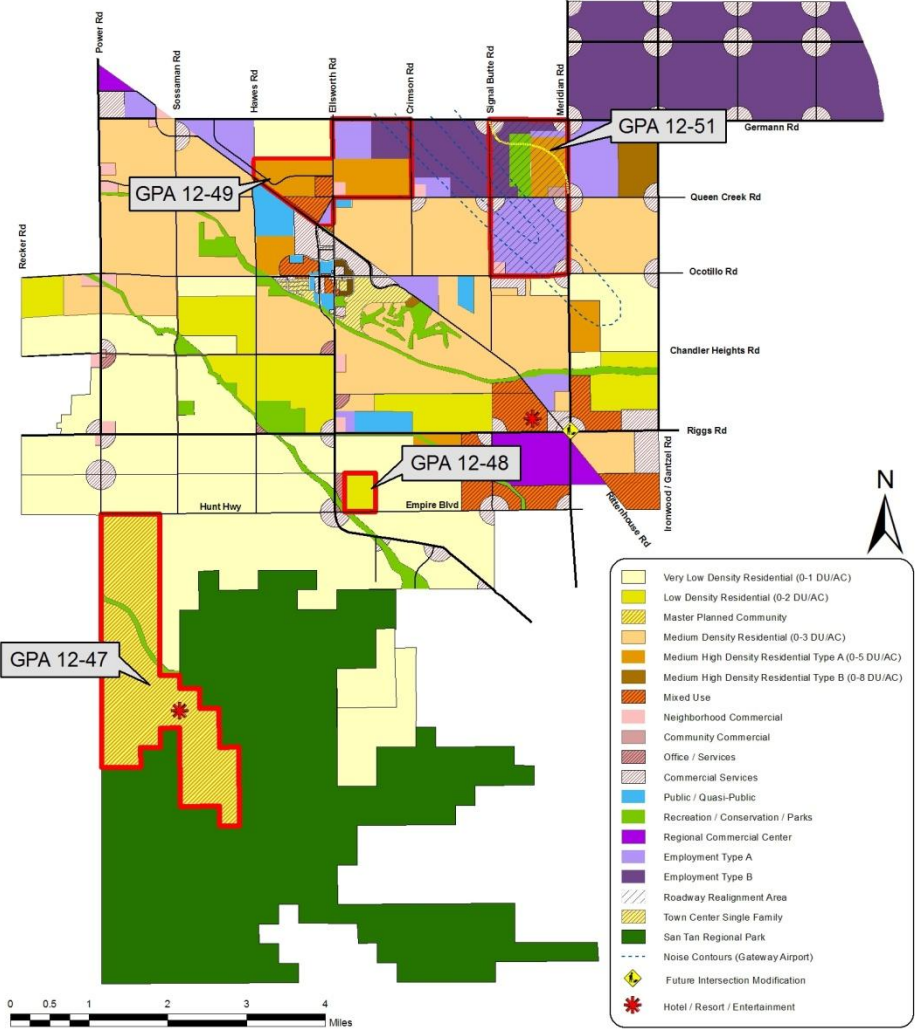 Power Rd
Sossaman Rd
Hawes Rd
Ellsworth Rd
Crimson Rd
Signal Butte Rd
Meridian Rd
GPA 12-51
Germann Rd
GPA 12-49
Queen Creek Rd
Recker Rd
Ocotillo Rd
Chandler Heights Rd
Riggs Rd
GPA 12-48
Hunt Hwy
Empire Blvd
Rittenhouse Rd
Ironwood / Gantzel Rd
N
GPA 12-47
Very Low Density Residential (0-1 DU/AC)
Low Density Residential (0-2 DU/AC)
Master Planned Community
Medium Density Residential (0-3 DU/AC)
Medium High Density Residential Type A (0-5 DU/AC)
Medium High Density Residential Type B (0-8 DU/AC)
Mixed Use
Neighborhood Commercial
Community Commercial
Office / Services
Commercial Services
Public / Quasi-Public
Recreation / Conservation / Parks
Regional Commercial Center
Employment Type A
Employment Type B
Roadway Realignment Area
Town Center Single Family
San Tan Regional Park
Noise Contours (Gateway Airport)
Future Intersection Modification
Hotel / Resort / Entertainment
0 0.5 1 2 3 4
Miles